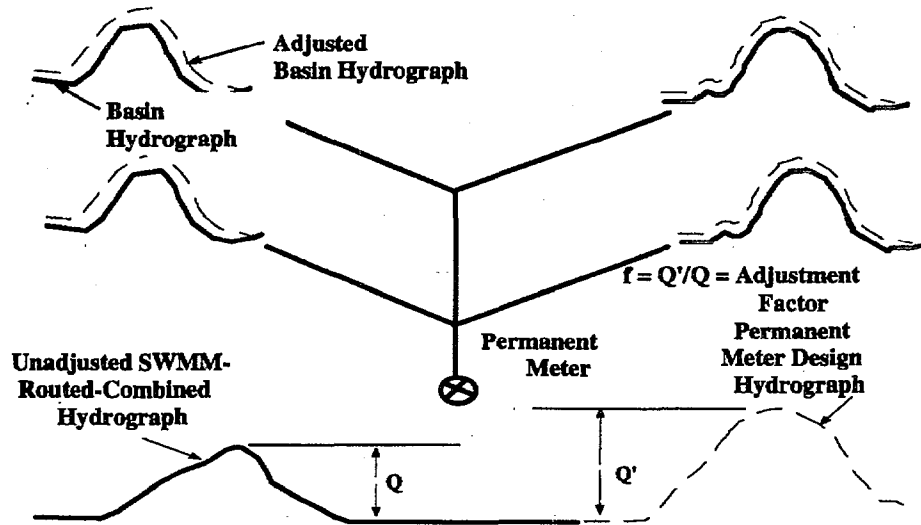 Adjusted
Basin Hydrograph
Basin
Hydrograph
f = Q'/Q = Adjustment
Factor
Permanent
Meter Design
Hydrograph
Permanent
Meter
Unadjusted SWMM-
Routed-Combined
Hydrograph
Q
Q'